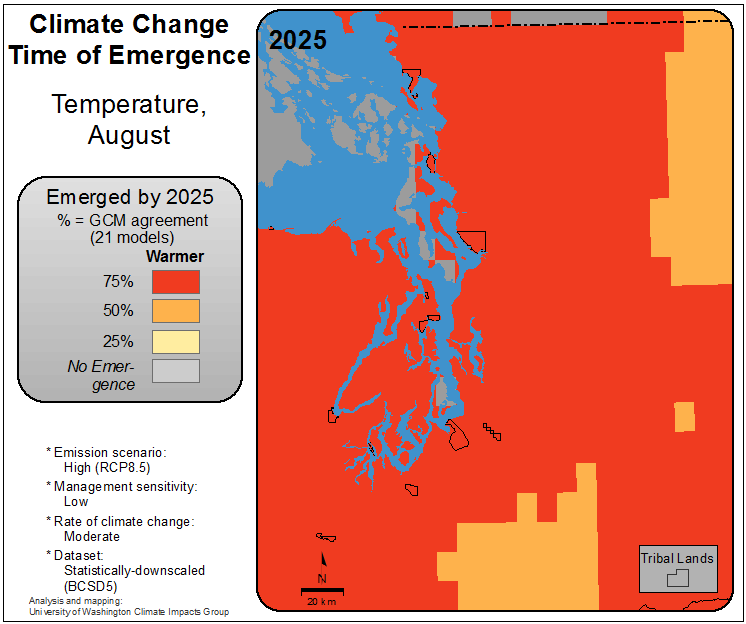 Climate Change
Time of Emergence
Temperature,
August
Emerged by 2025
% = GCM agreement
(21 models)
Warmer
75%
50%
25%
No Emer-
gence
* Emission scenario:
High (RCP8.5)
* Management sensitivity:
Low
* Rate of climate change:
Moderate
* Dataset:
Statistically-downscaled
(BCSD5)
Analysis and mapping:
University of Washington Climate Impacts Group
2025
N
20 km
Tribal Lands